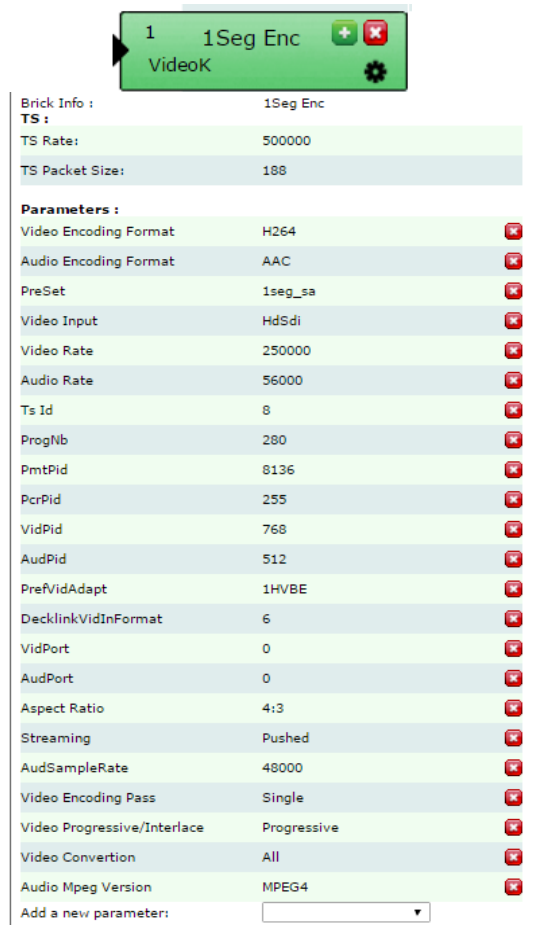 1 1Seg Enc
VideoK
Brick Info : 1Seg Enc
TS :
TS Rate: 500000
TS Packet Size: 188
Parameters :
Video Encoding Format H264
Audio Encoding Format AAC
PreSet 1seg_sa
Video Input HdSdi
Video Rate 250000
Audio Rate 56000
Ts Id 8
ProgNb 280
PmtPid 8136
PcrPid 255
VidPid 768
AudPid 512
PrefVidAdapt 1HVBE
DecklinkVidInFormat 6
VidPort 0
AudPort 0
Aspect Ratio 4:3
Streaming Pushed
AudSampleRate 48000
Video Encoding Pass Single
Video Progressive/Interlace Progressive
Video Convertion All
Audio Mpeg Version MPEG4
Add a new parameter: